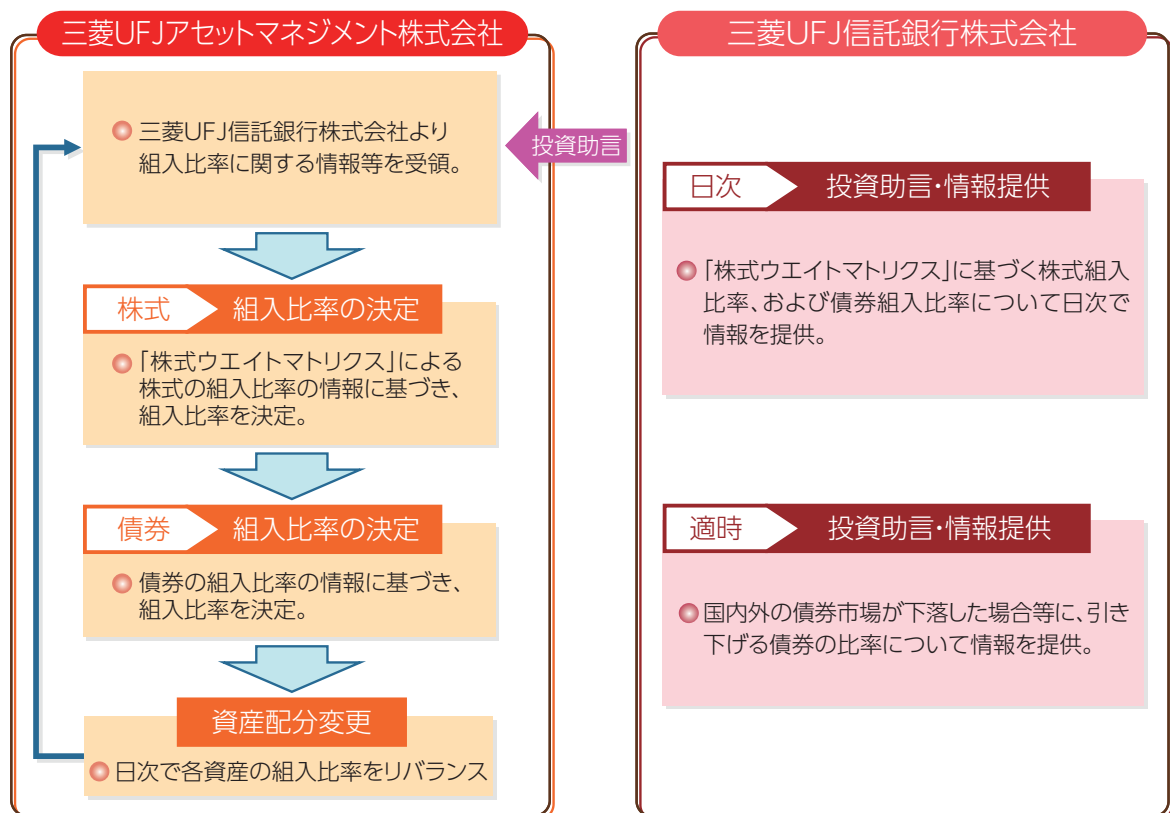 三菱UFJアセットマネジメント株式会社
三菱UFJ信託銀行株式会社より
組入比率に関する情報等を受領。
株式 組入比率の決定
「株式ウエイトマトリクス」による
株式の組入比率の情報に基づき、
組入比率を決定。
債券 組入比率の決定
債券の組入比率の情報に基づき、
組入比率を決定。
資産配分変更
日次で各資産の組入比率をリバランス
投資助言
三菱UFJ信託銀行株式会社
日次 投資助言・情報提供
「株式ウエイトマトリクス」に基づく株式組入
比率、および債券組入比率について日次で
情報を提供。
適時 投資助言・情報提供
国内外の債券市場が下落した場合等に、引き
下げる債券の比率について情報を提供。